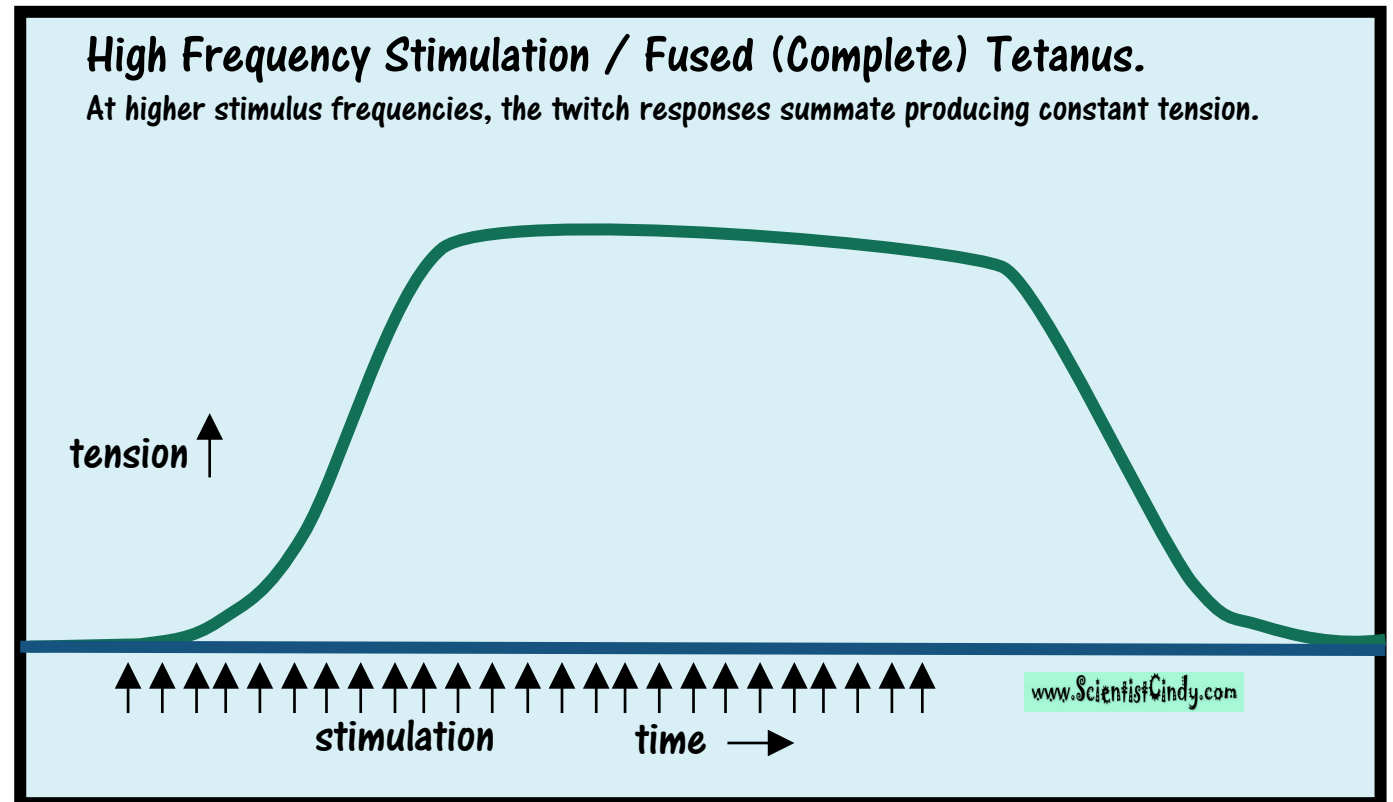 High Frequency Stimulation / Fused (Complete) Tetanus.
At higher stimulus frequencies, the twitch responses summate producing constant tension.
tension
www.ScientistCindy.com
stimulation
time